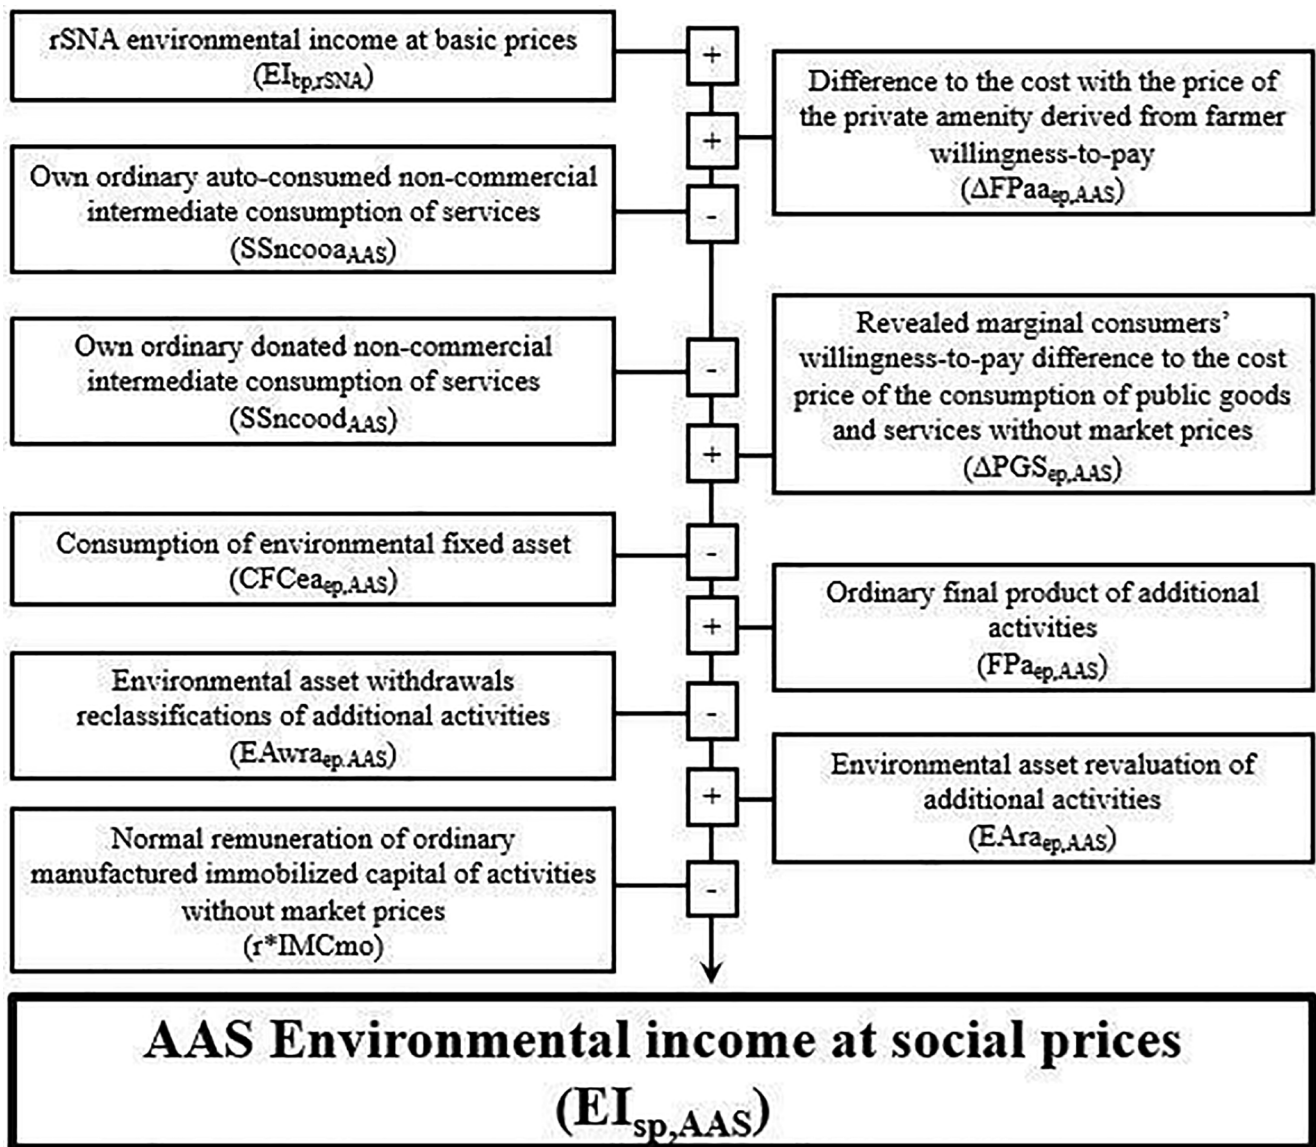 rSNA environmental income at basic prices
(EIbp,rSNA)
+
Difference to the cost with the price of
the private amenity derived from farmer
willingness-to-pay
(ΔFPaaep,AAS)
+
Own ordinary auto-consumed non-commercial
intermediate consumption of services
(SSncooaAAS)
-
Own ordinary donated non-commercial
intermediate consumption of services
(SSncoodAAS)
-
Revealed marginal consumers'
willingness-to-pay difference to the cost
price of the consumption of public goods
and services without market prices
(ΔPGSep,AAS)
+
Consumption of environmental fixed asset
(CFCeaep,AAS)
-
Ordinary final product of additional
activities
(FPaep,AAS)
+
Environmental asset withdrawals
reclassifications of additional activities
(EAwraep,AAS)
-
Environmental asset revaluation of
additional activities
(EAraep,AAS)
+
Normal remuneration of ordinary
manufactured immobilized capital of activities
without market prices
(r*IMCmo)
-
AAS Environmental income at social prices
(EIsp,AAS)